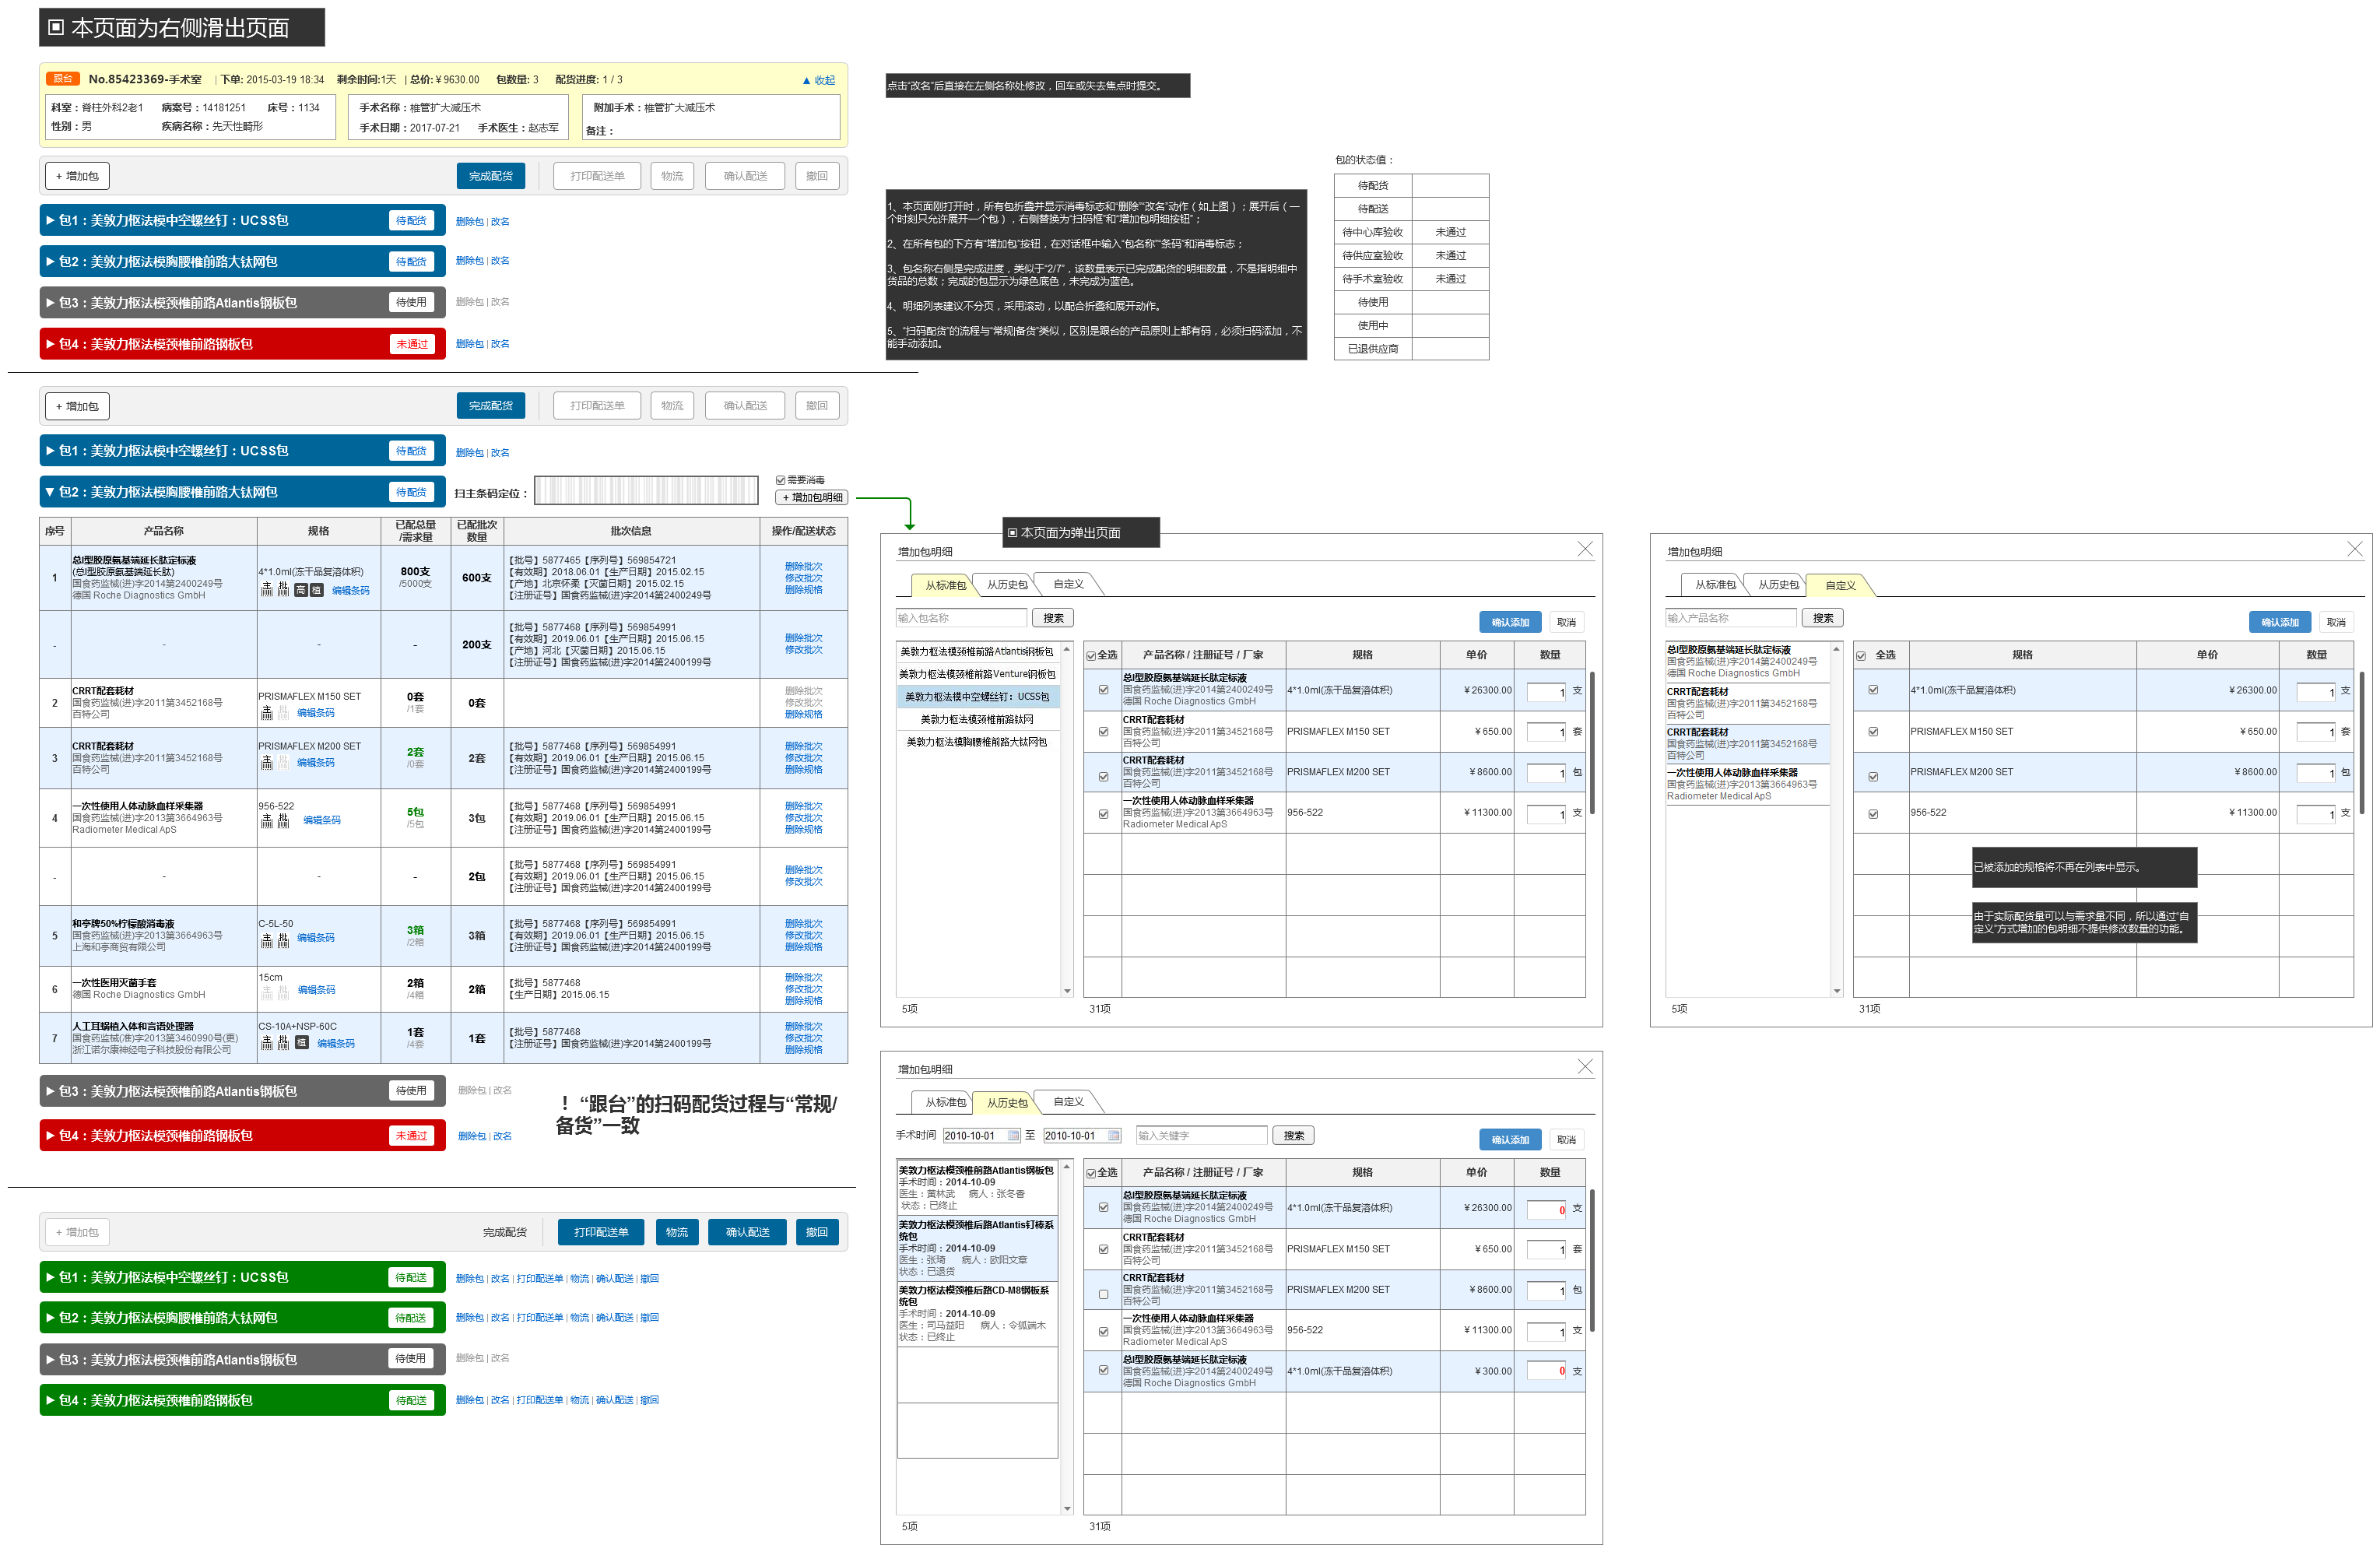 ▣ 本页面为右侧滑出页面
跟台 No.85423369-手术室 | 下单: 2015-03-19 18:34 剩余时间:1天 | 总价:￥9630.00 包数量: 3 配货进度: 1 / 3 ▲ 收起
科室：脊柱外科2老1 病案号：14181251 床号：1134
性别：男 疾病名称：先天性畸形
手术名称：椎管扩大减压术
手术日期：2017-07-21 手术医生：赵志军
附加手术：椎管扩大减压术
备注：
+ 增加包 完成配货 打印配送单 物流 确认配送 撤回
▶ 包1：美敦力枢法模中空螺丝钉：UCSS包 待配货 删除包 | 改名
▶ 包2：美敦力枢法模胸腰椎前路大钛网包 待配货 删除包 | 改名
▶ 包3：美敦力枢法模颈椎前路Atlantis钢板包 待使用 删除包 | 改名
▶ 包4：美敦力枢法模颈椎前路钢板包 未通过 删除包 | 改名
点击“改名”后直接在左侧名称处修改，回车或失去焦点时提交。
1、本页面刚打开时，所有包折叠并显示消毒标志和“删除”“改名”动作（如上图）；展开后（一
个时刻只允许展开一个包），右侧替换为“扫码框”和“增加包明细按钮”；
2、在所有包的下方有“增加包”按钮，在对话框中输入“包名称”“条码”和消毒标志；
3、包名称右侧是完成进度，类似于“2/7”，该数量表示已完成配货的明细数量，不是指明细中
货品的总数；完成的包显示为绿色底色，未完成为蓝色。
4、明细列表建议不分页，采用滚动，以配合折叠和展开动作。
5、“扫码配货”的流程与“常规|备货”类似，区别是跟台的产品原则上都有码，必须扫码添加，不
能手动添加。
包的状态值：
待配货
待配送
待中心库验收 未通过
待供应室验收 未通过
待手术室验收 未通过
待使用
使用中
已退供应商
+ 增加包 完成配货 打印配送单 物流 确认配送 撤回
▶ 包1：美敦力枢法模中空螺丝钉：UCSS包 待配货 删除包 | 改名
▼ 包2：美敦力枢法模胸腰椎前路大钛网包 待配货 扫主条码定位：
需要消毒
+ 增加包明细
序号 产品名称 规格 已配总量/需求量 已配批次数量 批次信息 操作/配送状态
1
总I型胶原氨基端延长肽定标液
(总I型胶原氨基端延长肽)
国食药监械(进)字2014第2400249号
德国 Roche Diagnostics GmbH
4*1.0ml(冻干品复溶体积)
主 批 高 植 编辑条码
800支
/5000支
600支
【批号】5877465【序列号】569854721
【有效期】2018.06.01【生产日期】2015.02.15
【产地】北京怀柔【灭菌日期】2015.02.15
【注册证号】国食药监械(进)字2014第2400249号
删除批次
修改批次
删除规格
- - - - 200支
【批号】5877468【序列号】569854991
【有效期】2019.06.01【生产日期】2015.06.15
【产地】河北【灭菌日期】2015.06.15
【注册证号】国食药监械(进)字2014第2400199号
删除批次
修改批次
2
CRRT配套耗材
国食药监械(进)字2011第3452168号
百特公司
PRISMAFLEX M150 SET
主 批 编辑条码
0套
/1套
0套
删除批次
修改批次
删除规格
3
CRRT配套耗材
国食药监械(进)字2011第3452168号
百特公司
PRISMAFLEX M200 SET
主 批 编辑条码
2套
/0套
2套
【批号】5877468【序列号】569854991
【有效期】2019.06.01【生产日期】2015.06.15
【注册证号】国食药监械(进)字2014第2400199号
删除批次
修改批次
删除规格
4
一次性使用人体动脉血样采集器
国食药监械(进)字2013第3664963号
Radiometer Medical ApS
956-522
主 批 编辑条码
5包
/5包
3包
【批号】5877468【序列号】569854991
【有效期】2019.06.01【生产日期】2015.06.15
【注册证号】国食药监械(进)字2014第2400199号
删除批次
修改批次
删除规格
- - - - 2包
【批号】5877468【序列号】569854991
【有效期】2019.06.01【生产日期】2015.06.15
【注册证号】国食药监械(进)字2014第2400199号
删除批次
修改批次
5
和亭牌50%柠檬酸消毒液
国食药监械(进)字2013第3664963号
上海和亭商贸有限公司
C-5L-50
主 批 编辑条码
3箱
/2箱
3箱
【批号】5877468【序列号】569854991
【有效期】2019.06.01【生产日期】2015.06.15
【注册证号】国食药监械(进)字2014第2400199号
删除批次
修改批次
删除规格
6
一次性医用灭菌手套
德国 Roche Diagnostics GmbH
15cm
主 批 编辑条码
2箱
/4箱
2箱
【批号】5877468
【生产日期】2015.06.15
删除批次
修改批次
删除规格
7
人工耳蜗植入体和言语处理器
国食药监械(准)字2013第3460990号(更)
浙江诺尔康神经电子科技股份有限公司
CS-10A+NSP-60C
主 批 植 编辑条码
1套
/4套
1套
【批号】5877468
【注册证号】国食药监械(进)字2014第2400199号
删除批次
修改批次
删除规格
▶ 包3：美敦力枢法模颈椎前路Atlantis钢板包 待使用 删除包 | 改名
▶ 包4：美敦力枢法模颈椎前路钢板包 未通过 删除包 | 改名
！ “跟台”的扫码配货过程与“常规/
备货”一致
+ 增加包 完成配货 打印配送单 物流 确认配送 撤回
▶ 包1：美敦力枢法模中空螺丝钉：UCSS包 待配送 删除包 | 改名 | 打印配送单 | 物流 | 确认配送 | 撤回
▶ 包2：美敦力枢法模胸腰椎前路大钛网包 待配送 删除包 | 改名 | 打印配送单 | 物流 | 确认配送 | 撤回
▶ 包3：美敦力枢法模颈椎前路Atlantis钢板包 待使用 删除包 | 改名
▶ 包4：美敦力枢法模颈椎前路钢板包 待配送 删除包 | 改名 | 打印配送单 | 物流 | 确认配送 | 撤回
▣ 本页面为弹出页面
增加包明细
从标准包 从历史包 自定义
输入包名称 搜索 确认添加 取消
美敦力枢法模颈椎前路Atlantis钢板包
美敦力枢法模颈椎前路Venture钢板包
美敦力枢法模中空螺丝钉：UCSS包
美敦力枢法模颈椎前路钛网
美敦力枢法模胸腰椎前路大钛网包
全选 产品名称 / 注册证号 / 厂家 规格 单价 数量
总I型胶原氨基端延长肽定标液
国食药监械(进)字2014第2400249号
德国 Roche Diagnostics GmbH
4*1.0ml(冻干品复溶体积) ￥26300.00 1 支
CRRT配套耗材
国食药监械(进)字2011第3452168号
百特公司
PRISMAFLEX M150 SET ￥650.00 1 套
CRRT配套耗材
国食药监械(进)字2011第3452168号
百特公司
PRISMAFLEX M200 SET ￥8600.00 1 包
一次性使用人体动脉血样采集器
国食药监械(进)字2013第3664963号
Radiometer Medical ApS
956-522 ￥11300.00 1 支
5项 31项
增加包明细
从标准包 从历史包 自定义
输入产品名称 搜索 确认添加 取消
总I型胶原氨基端延长肽定标液
国食药监械(进)字2014第2400249号
德国 Roche Diagnostics GmbH
CRRT配套耗材
国食药监械(进)字2011第3452168号
百特公司
CRRT配套耗材
国食药监械(进)字2011第3452168号
百特公司
一次性使用人体动脉血样采集器
国食药监械(进)字2013第3664963号
Radiometer Medical ApS
全选 规格 单价 数量
4*1.0ml(冻干品复溶体积) ￥26300.00 1 支
PRISMAFLEX M150 SET ￥650.00 1 套
PRISMAFLEX M200 SET ￥8600.00 1 包
956-522 ￥11300.00 1 支
已被添加的规格将不再在列表中显示。
由于实际配货量可以与需求量不同，所以通过“自
定义”方式增加的包明细不提供修改数量的功能。
5项 31项
增加包明细
从标准包 从历史包 自定义
手术时间 2010-10-01 至 2010-10-01 输入关键字 搜索 确认添加 取消
美敦力枢法模颈椎前路Atlantis钢板包
手术时间：2014-10-09
医生：黄林武 病人：张冬香
状态：已终止
美敦力枢法模颈椎后路Atlantis钉棒系
统包
手术时间：2014-10-09
医生：张琦 病人：欧阳文章
状态：已退货
美敦力枢法模颈椎后路CD-M8钢板系
统包
手术时间：2014-10-09
医生：司马益阳 病人：令狐端木
状态：已终止
全选 产品名称 / 注册证号 / 厂家 规格 单价 数量
总I型胶原氨基端延长肽定标液
国食药监械(进)字2014第2400249号
德国 Roche Diagnostics GmbH
4*1.0ml(冻干品复溶体积) ￥26300.00 0 支
CRRT配套耗材
国食药监械(进)字2011第3452168号
百特公司
PRISMAFLEX M150 SET ￥650.00 1 套
CRRT配套耗材
国食药监械(进)字2011第3452168号
百特公司
PRISMAFLEX M200 SET ￥8600.00 1 包
一次性使用人体动脉血样采集器
国食药监械(进)字2013第3664963号
Radiometer Medical ApS
956-522 ￥11300.00 1 支
总I型胶原氨基端延长肽定标液
国食药监械(进)字2014第2400249号
德国 Roche Diagnostics GmbH
4*1.0ml(冻干品复溶体积) ￥300.00 0 支
5项 31项